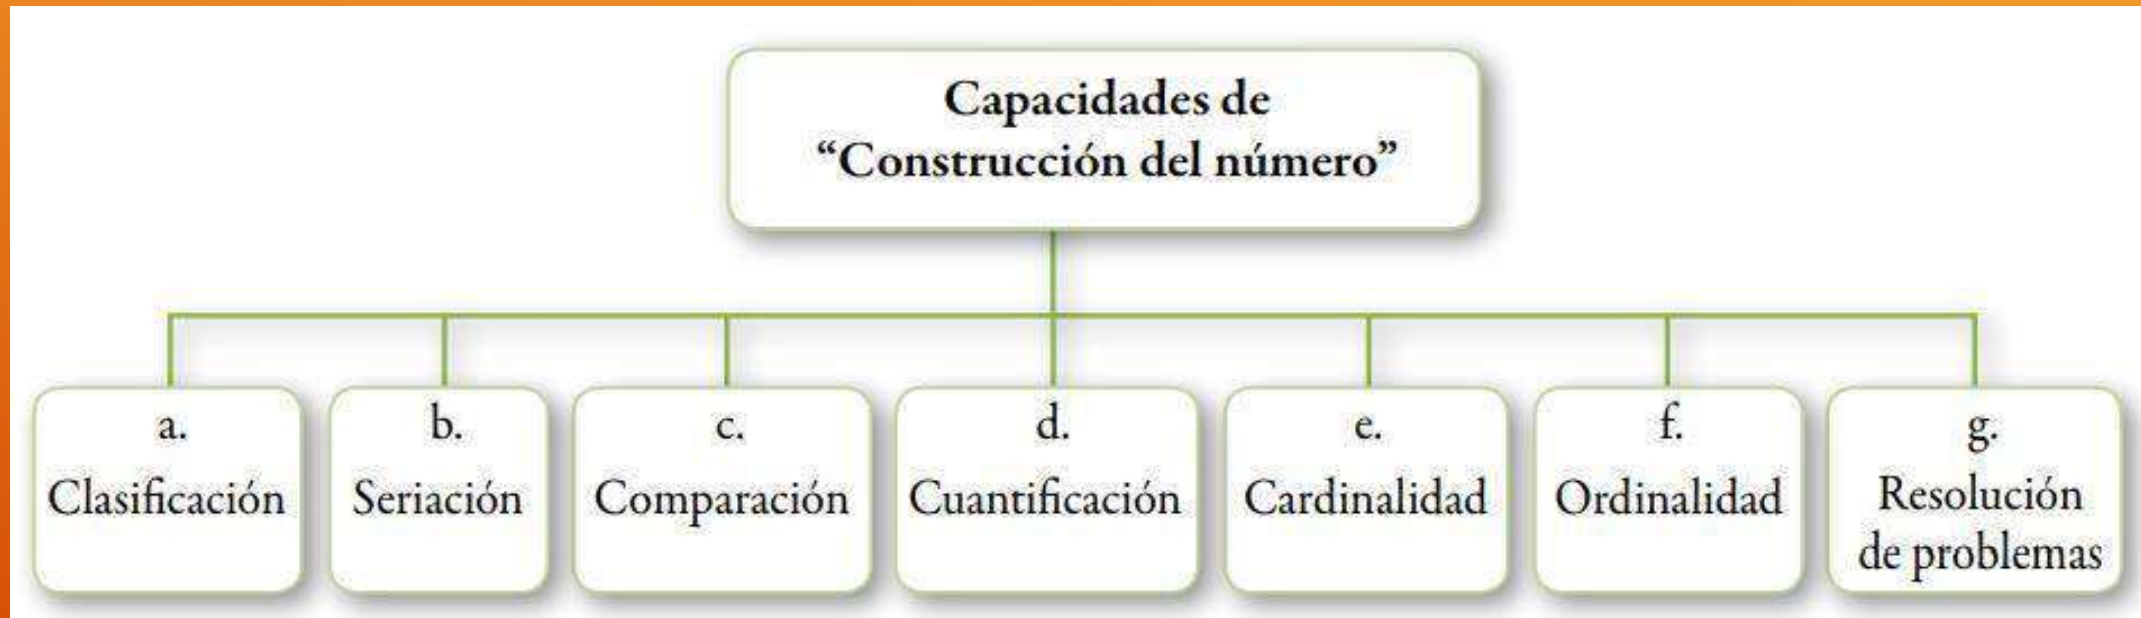 Capacidades de
“Construcción del número”
a.
Clasificación
b.
Seriación
c.
Comparación
d.
Cuantificación
e.
Cardinalidad
f.
Ordinalidad
g.
Resolución
de problemas